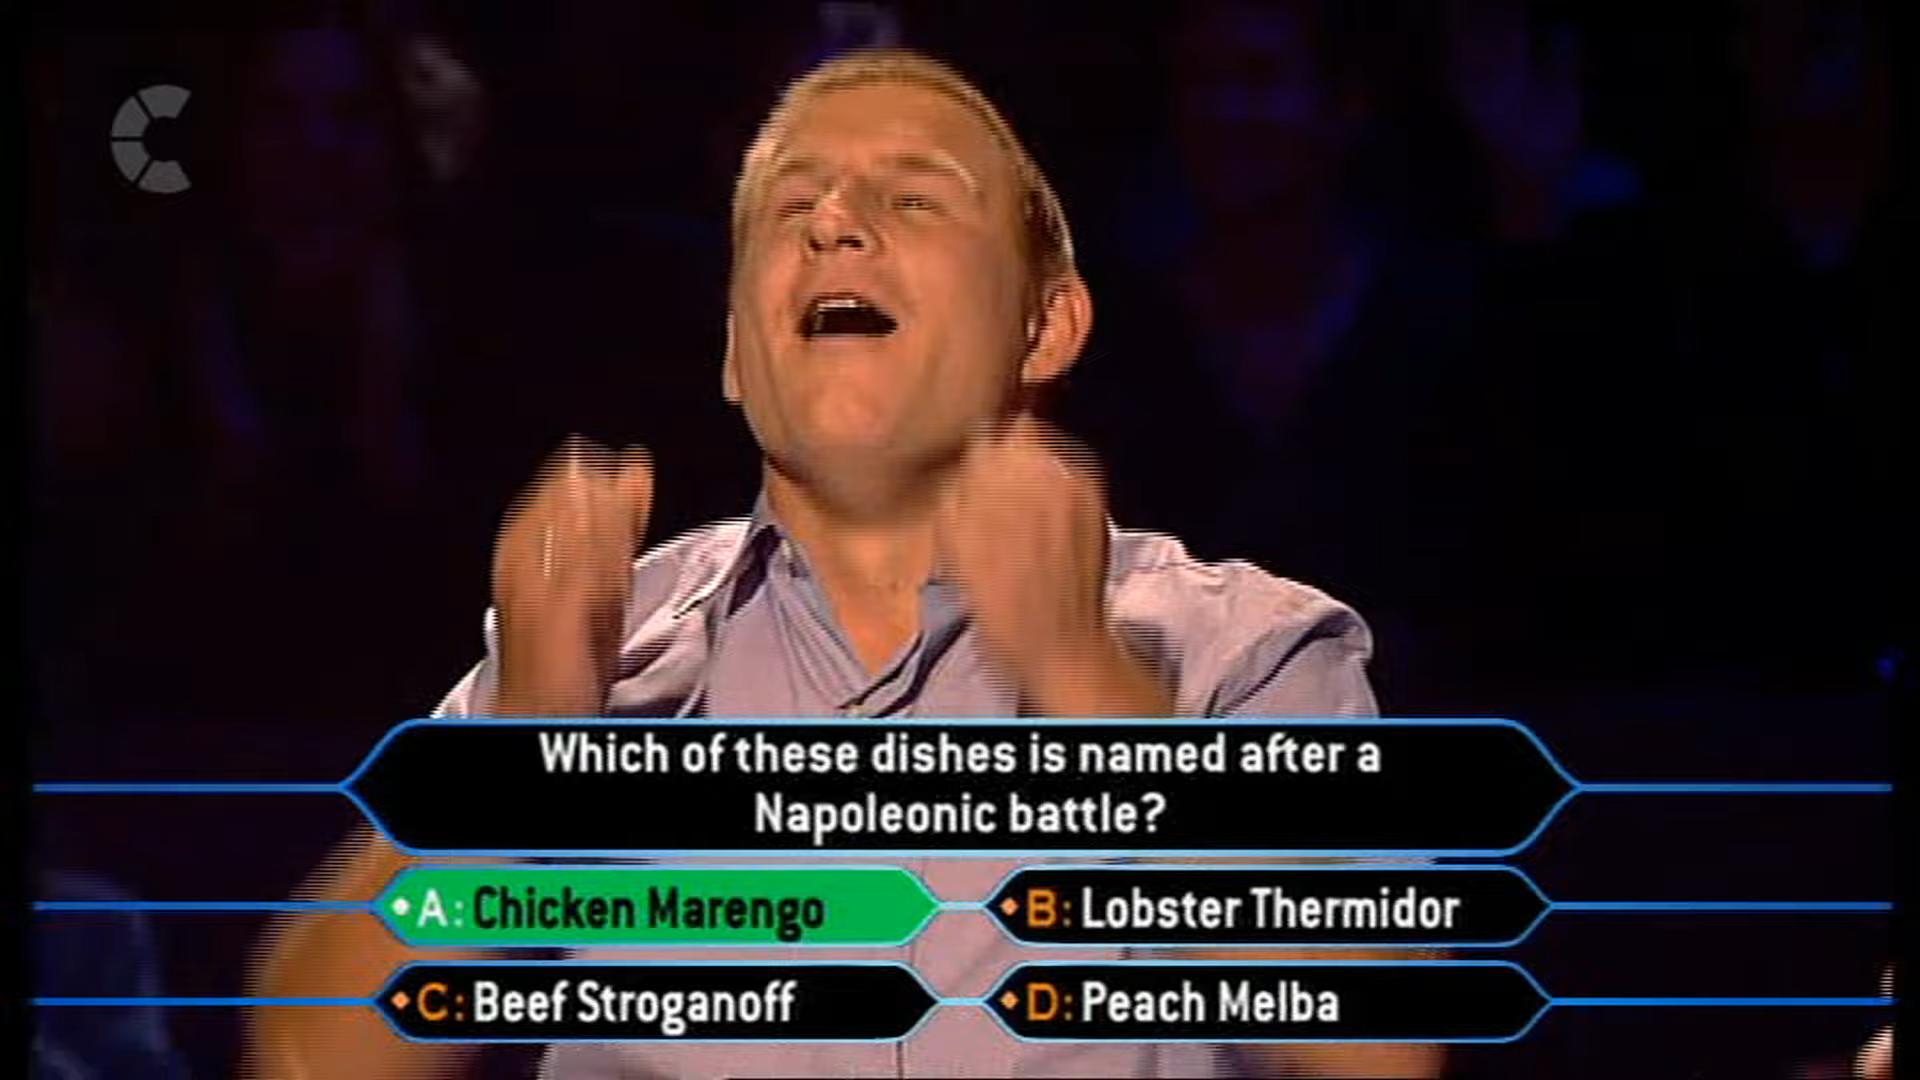 Which of these dishes is named after a
Napoleonic battle?
A: Chicken Marengo
B: Lobster Thermidor
C: Beef Stroganoff
D: Peach Melba